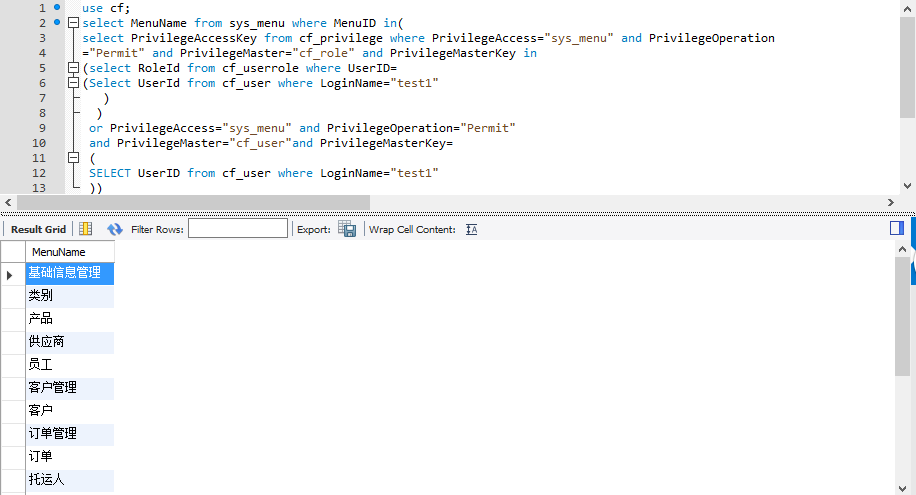 1 use cf;
2 select MenuName from sys_menu where MenuID in(
3 select PrivilegeAccessKey from cf_privilege where PrivilegeAccess="sys_menu" and PrivilegeOperation
4 ="Permit" and PrivilegeMaster="cf_role" and PrivilegeMasterKey in
5 (select RoleId from cf_userrole where UserID=
6 (Select UserId from cf_user where LoginName="test1"
7 )
8 )
9 or PrivilegeAccess="sys_menu" and PrivilegeOperation="Permit"
10 and PrivilegeMaster="cf_user"and PrivilegeMasterKey=
11 (
12 SELECT UserID from cf_user where LoginName="test1"
13 ))
Result Grid Filter Rows: Export: Wrap Cell Content:
MenuName
基础信息管理
类别
产品
供应商
员工
客户管理
客户
订单管理
订单
托运人